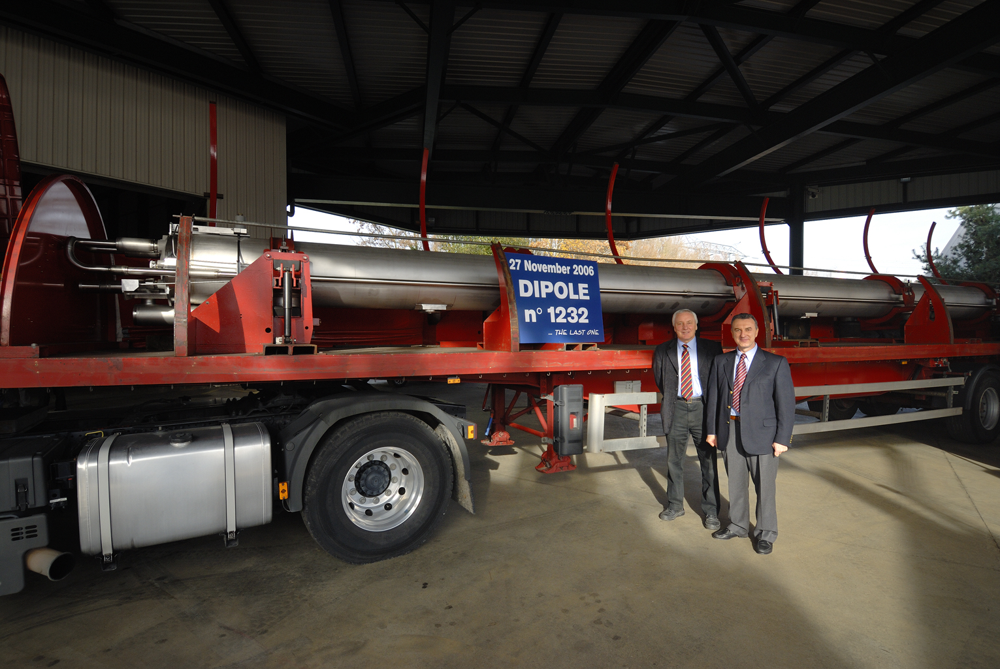 27 November 2006
DIPOLE
n° 1232
... THE LAST ONE